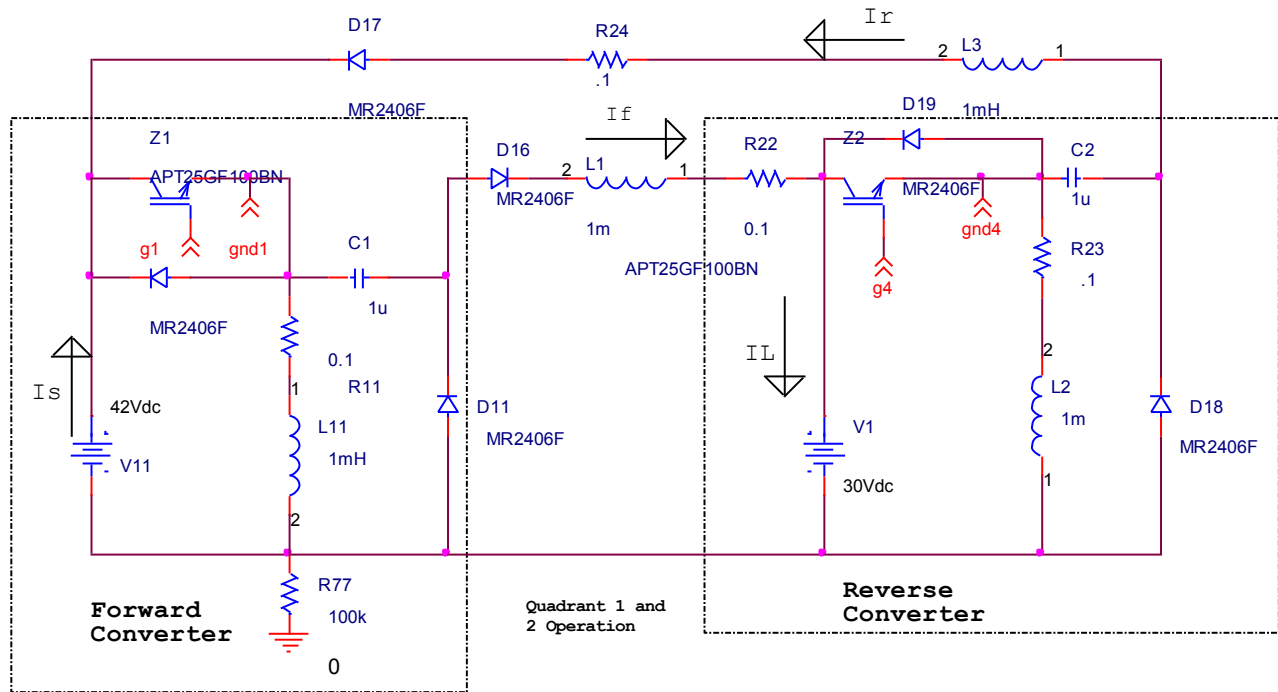 D17
R24
Ir
2
L3
1
.1
MR2406F
D19
1mH
Z1
If
Z2
APT25GF100BN
D16
2
L1
1
R22
C2
MR2406F
MR2406F
1u
g1
gnd1
C1
1m
0.1
gnd4
R23
APT25GF100BN
g4
.1
MR2406F
1u
0.1
IL
2
Is
1
R11
42Vdc
L11
D11
V1
L2
1m
D18
V11
1mH
MR2406F
MR2406F
30Vdc
1
2
R77
100k
Forward
Converter
Quadrant 1 and
2 Operation
Reverse
Converter
0